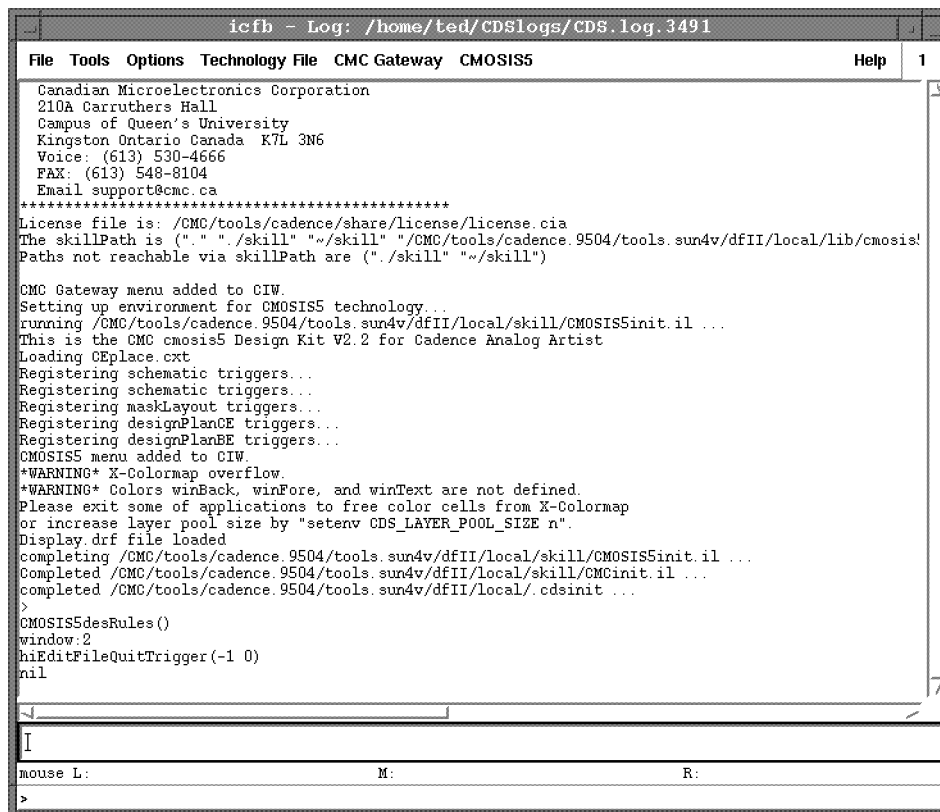 icfb - Log: /home/ted/CDSlogs/CDS.log.3491
File Tools Options Technology File CMC Gateway CMOSIS5 Help 1
Canadian Microelectronics Corporation
210A Carruthers Hall
Campus of Queen's University
Kingston Ontario Canada K7L 3N6
Voice: (613) 530-4666
FAX: (613) 548-8104
Email support@cmc.ca
*************************************************
License file is: /CMC/tools/cadence/share/license/license.cia
The skillPath is ("." "./skill" "~/skill" "/CMC/tools/cadence.9504/tools.sun4v/dfII/local/lib/cmosis5
Paths not reachable via skillPath are ("./skill" "~/skill")
CMC Gateway menu added to CIW.
Setting up environment for CMOSIS5 technology...
running /CMC/tools/cadence.9504/tools.sun4v/dfII/local/skill/CMOSIS5init.il ...
This is the CMC cmosis5 Design Kit V2.2 for Cadence Analog Artist
Loading CEplace.cxt
Registering schematic triggers...
Registering schematic triggers...
Registering maskLayout triggers...
Registering designPlanCE triggers...
Registering designPlanBE triggers...
CMOSIS5 menu added to CIW.
*WARNING* X-Colormap overflow.
*WARNING* Colors winBack, winFore, and winText are not defined.
Please exit some of applications to free color cells from X-Colormap
or increase layer pool size by "setenv CDS_LAYER_POOL_SIZE n".
Display.drf file loaded
completing /CMC/tools/cadence.9504/tools.sun4v/dfII/local/skill/CMOSIS5init.il ...
Completed /CMC/tools/cadence.9504/tools.sun4v/dfII/local/skill/CMCinit.il ...
completed /CMC/tools/cadence.9504/tools.sun4v/dfII/local/.cdsinit ...
>
CMOSIS5desRules()
window:2
hiEditFileQuitTrigger(-1 0)
nil
mouse L: M: R:
>